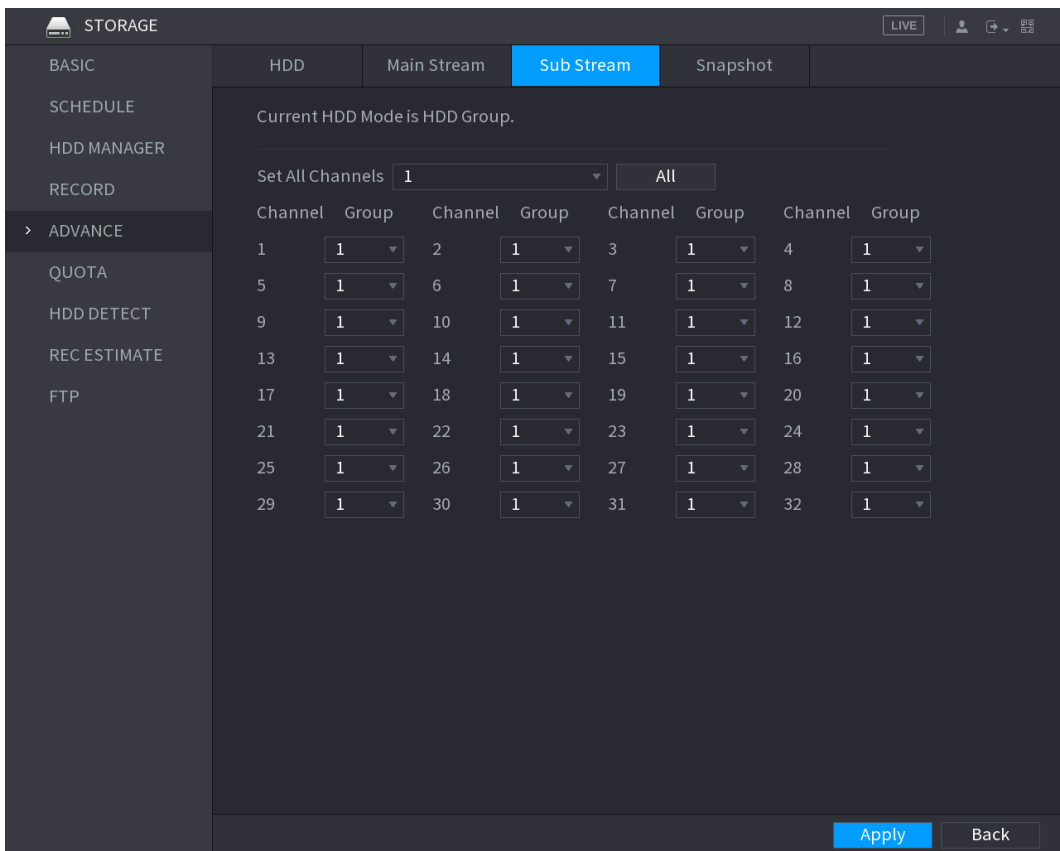 STORAGE LIVE
BASIC
SCHEDULE
HDD MANAGER
RECORD
> ADVANCE
QUOTA
HDD DETECT
REC ESTIMATE
FTP
HDD Main Stream Sub Stream Snapshot
Current HDD Mode is HDD Group.
Set All Channels 1 All
Channel Group Channel Group Channel Group Channel Group
1 1 2 1 3 1 4 1
5 1 6 1 7 1 8 1
9 1 10 1 11 1 12 1
13 1 14 1 15 1 16 1
17 1 18 1 19 1 20 1
21 1 22 1 23 1 24 1
25 1 26 1 27 1 28 1
29 1 30 1 31 1 32 1
Apply Back